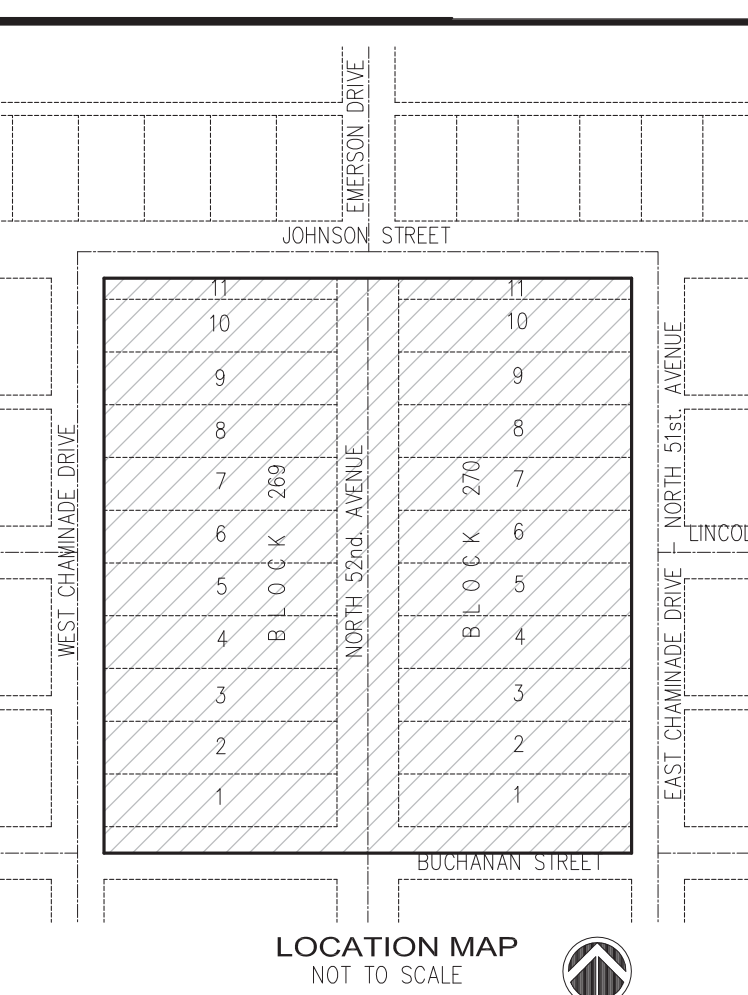 EMERSON DRIVE
JOHNSON STREET
11
10
9
8
7
6
5
4
3
2
1
BLOCK 269
11
10
9
8
7
6
5
4
3
2
1
BLOCK 270
WEST CHAMINADE DRIVE
NORTH 52nd. AVENUE
EAST CHAMINADE DRIVE – NORTH 51st. AVENUE
LINCOL
BUCHANAN STREET
LOCATION MAP
NOT TO SCALE